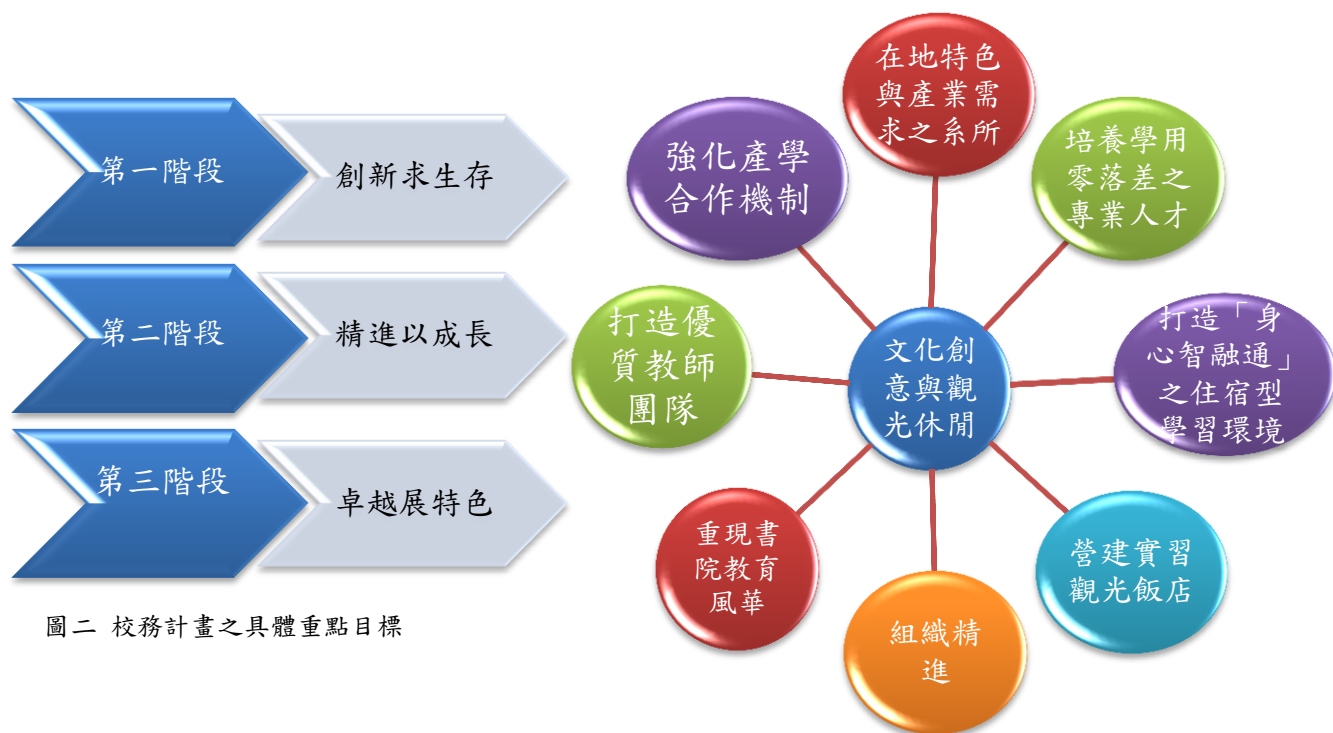 第一階段
創新求生存
第二階段
精進以成長
第三階段
卓越展特色
圖二 校務計畫之具體重點目標
在地特色
與產業需
求之系所
培養學用
零落差之
專業人才
打造「身
心智融通」
之住宿型
學習環境
營建實習
觀光飯店
組織精
進
重現書
院教育
風華
打造優
質教師
團隊
強化產學
合作機制
文化創
意與觀
光休閒